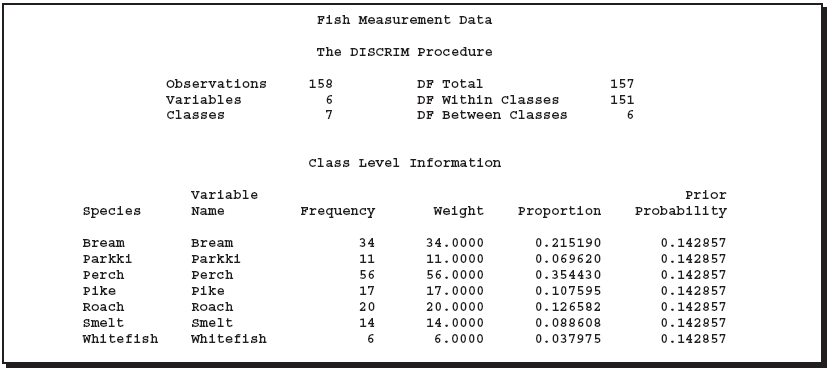 Fish Measurement Data
The DISCRIM Procedure
Observations 158 DF Total 157
Variables 6 DF Within Classes 151
Classes 7 DF Between Classes 6
Class Level Information
Variable Prior
Species Name Frequency Weight Proportion Probability
Bream Bream 34 34.0000 0.215190 0.142857
Parkki Parkki 11 11.0000 0.069620 0.142857
Perch Perch 56 56.0000 0.354430 0.142857
Pike Pike 17 17.0000 0.107595 0.142857
Roach Roach 20 20.0000 0.126582 0.142857
Smelt Smelt 14 14.0000 0.088608 0.142857
Whitefish Whitefish 6 6.0000 0.037975 0.142857